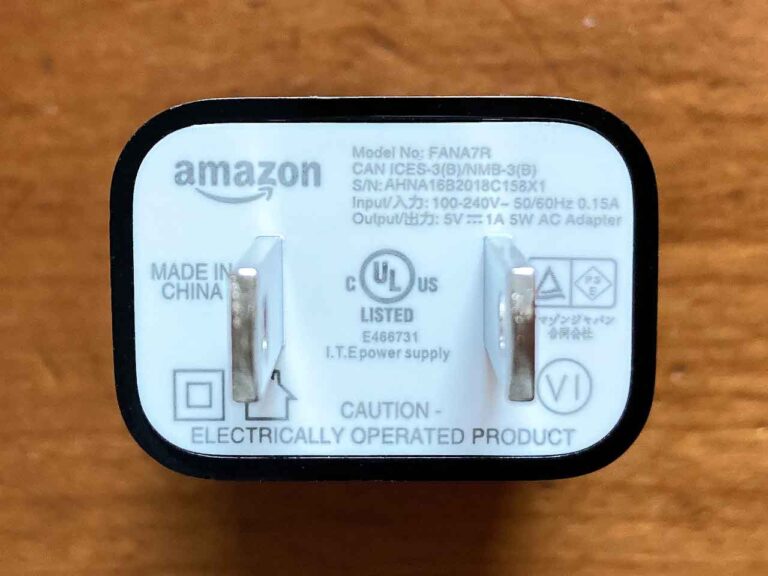 amazon
Model No: FANA7R
CAN ICES-3(B)/NMB-3(B)
S/N: AHNA16B2018C158X1
Input/入力: 100-240V~ 50/60Hz 0.15A
Output/出力: 5V⎓1A 5W AC Adapter
MADE IN
CHINA
C UL US
LISTED
E466731
I.T.E power supply
PS
E
マゾンジャパン
合同会社
VI
CAUTION -
ELECTRICALLY OPERATED PRODUCT